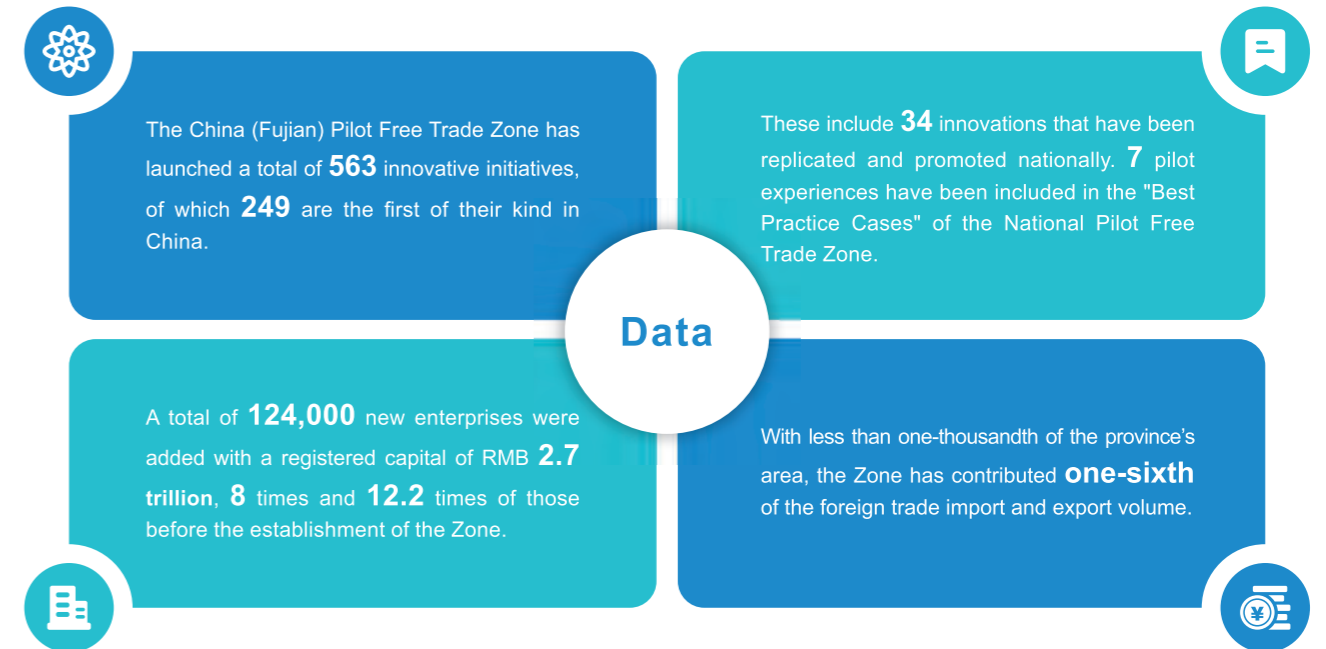 The China (Fujian) Pilot Free Trade Zone has
launched a total of 563 innovative initiatives,
of which 249 are the first of their kind in
China.
These include 34 innovations that have been
replicated and promoted nationally. 7 pilot
experiences have been included in the "Best
Practice Cases" of the National Pilot Free
Trade Zone.
Data
A total of 124,000 new enterprises were
added with a registered capital of RMB 2.7
trillion, 8 times and 12.2 times of those
before the establishment of the Zone.
With less than one-thousandth of the province's
area, the Zone has contributed one-sixth
of the foreign trade import and export volume.
¥